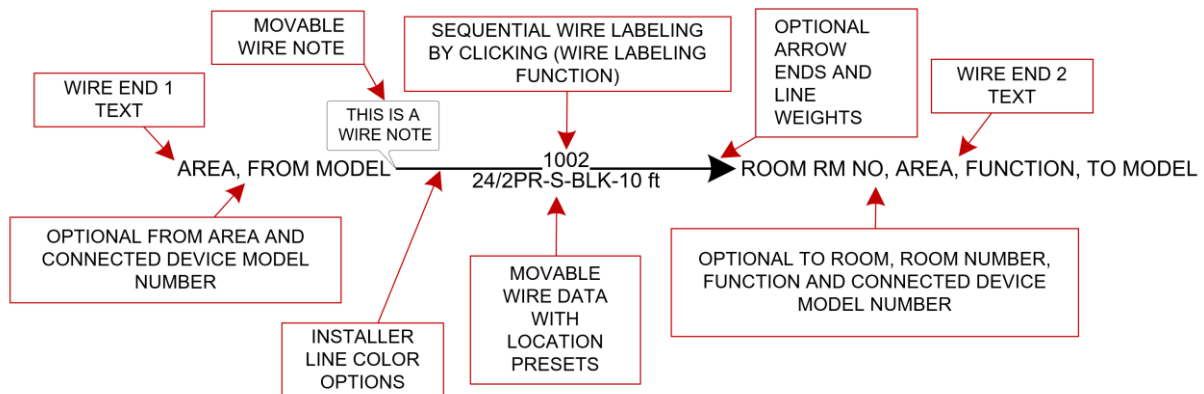 MOVABLE
WIRE NOTE
SEQUENTIAL WIRE LABELING
BY CLICKING (WIRE LABELING
FUNCTION)
OPTIONAL
ARROW
ENDS AND
LINE
WEIGHTS
WIRE END 1
TEXT
WIRE END 2
TEXT
THIS IS A
WIRE NOTE
AREA, FROM MODEL
1002
24/2PR-S-BLK-10 ft
ROOM RM NO, AREA, FUNCTION, TO MODEL
OPTIONAL FROM AREA AND
CONNECTED DEVICE MODEL
NUMBER
INSTALLER
LINE COLOR
OPTIONS
MOVABLE
WIRE DATA
WITH
LOCATION
PRESETS
OPTIONAL TO ROOM, ROOM NUMBER,
FUNCTION AND CONNECTED DEVICE
MODEL NUMBER